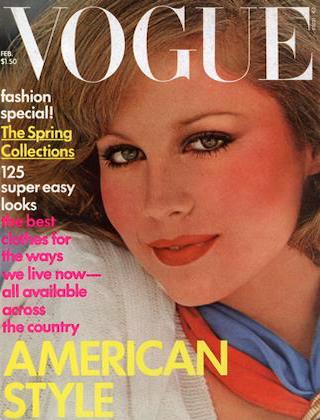 VOGUE
FEB.
$1.50
fashion
special!
The Spring
Collections
125
super easy
looks
the best
clothes for
the ways
we live now—
all available
across
the country
AMERICAN
STYLE